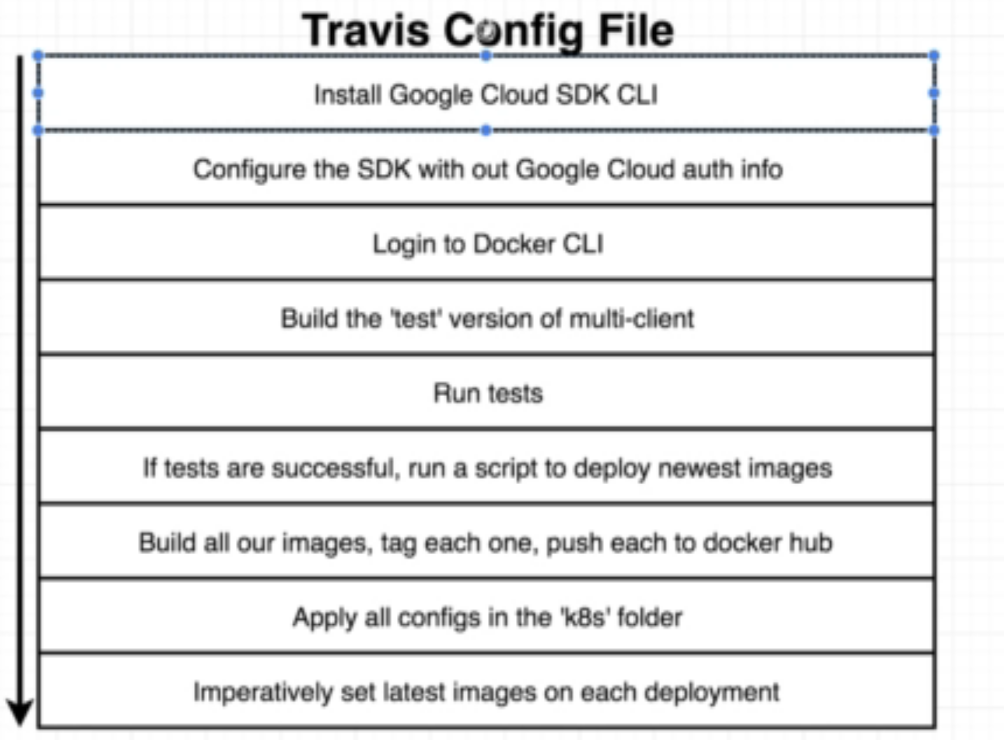 Travis Config File
Install Google Cloud SDK CLI
Configure the SDK with out Google Cloud auth info
Login to Docker CLI
Build the 'test' version of multi-client
Run tests
If tests are successful, run a script to deploy newest images
Build all our images, tag each one, push each to docker hub
Apply all configs in the 'k8s' folder
Imperatively set latest images on each deployment